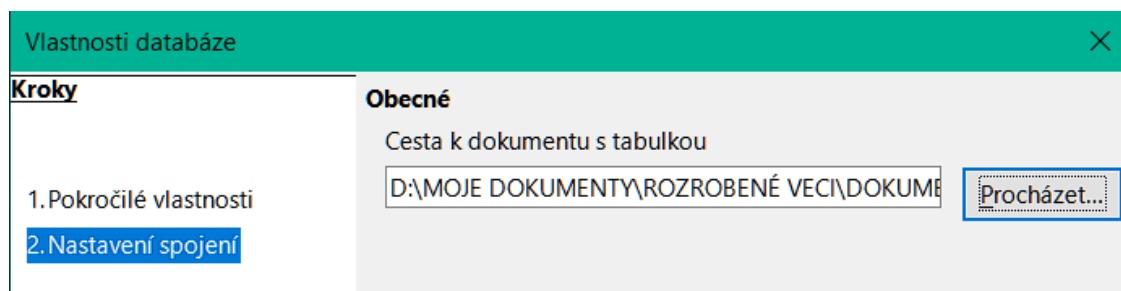 Vlastnosti databáze
Kroky
1. Pokročilé vlastnosti
2. Nastavení spojení
Obecné
Cesta k dokumentu s tabulkou
D:\MOJE DOKUMENTY\ROZROBENÉ VECI\DOKUME
Procházet...